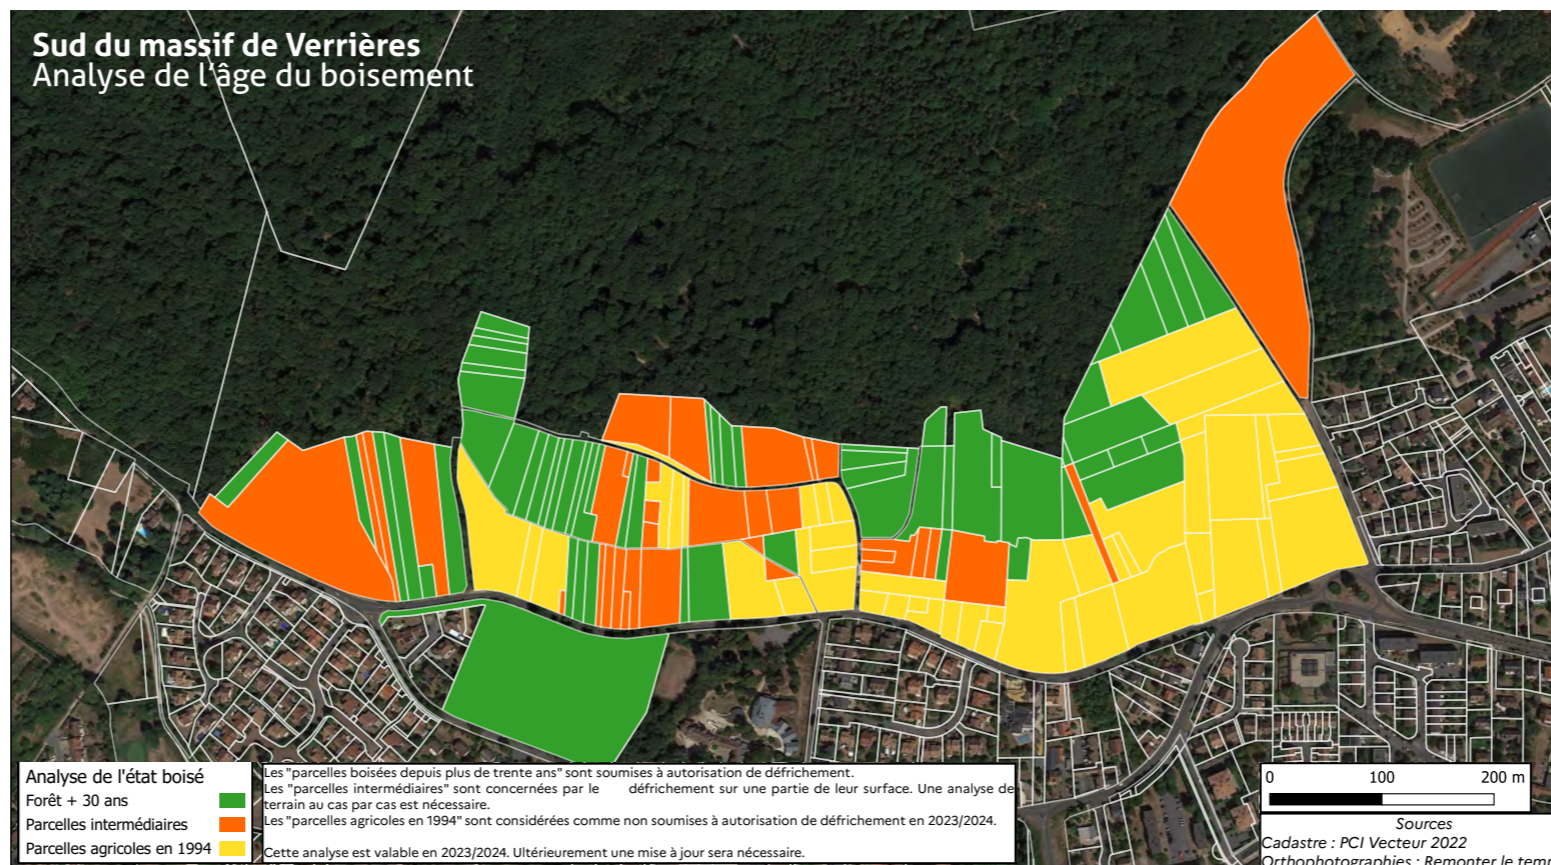 Sud du massif de Verrières
Analyse de l'âge du boisement
Analyse de l'état boisé
Forêt + 30 ans
Parcelles intermédiaires
Parcelles agricoles en 1994
Les "parcelles boisées depuis plus de trente ans" sont soumises à autorisation de défrichement.
Les "parcelles intermédiaires" sont concernées par le défrichement sur une partie de leur surface. Une analyse de
terrain au cas par cas est nécessaire.
Les "parcelles agricoles en 1994" sont considérées comme non soumises à autorisation de défrichement en 2023/2024.
Cette analyse est valable en 2023/2024. Ultérieurement une mise à jour sera nécessaire.
0 100 200 m
Sources
Cadastre : PCI Vecteur 2022
Orthophotographies : Remonter le